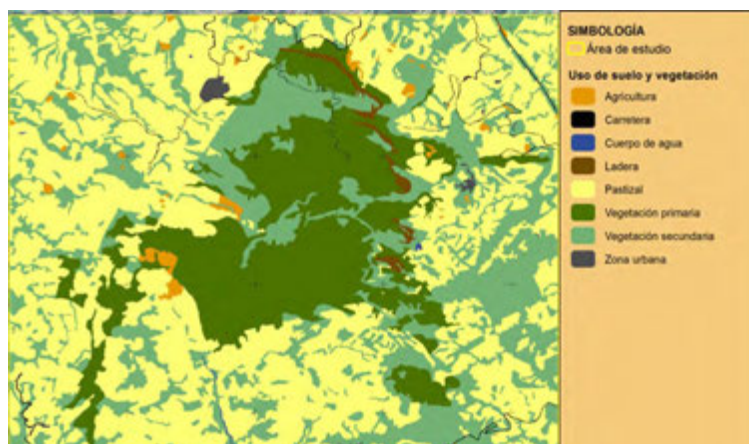 SIMBOLOGÍA
Área de estudio
Uso de suelo y vegetación
Agricultura
Carretera
Cuerpo de agua
Ladera
Pastizal
Vegetación primaria
Vegetación secundaria
Zona urbana